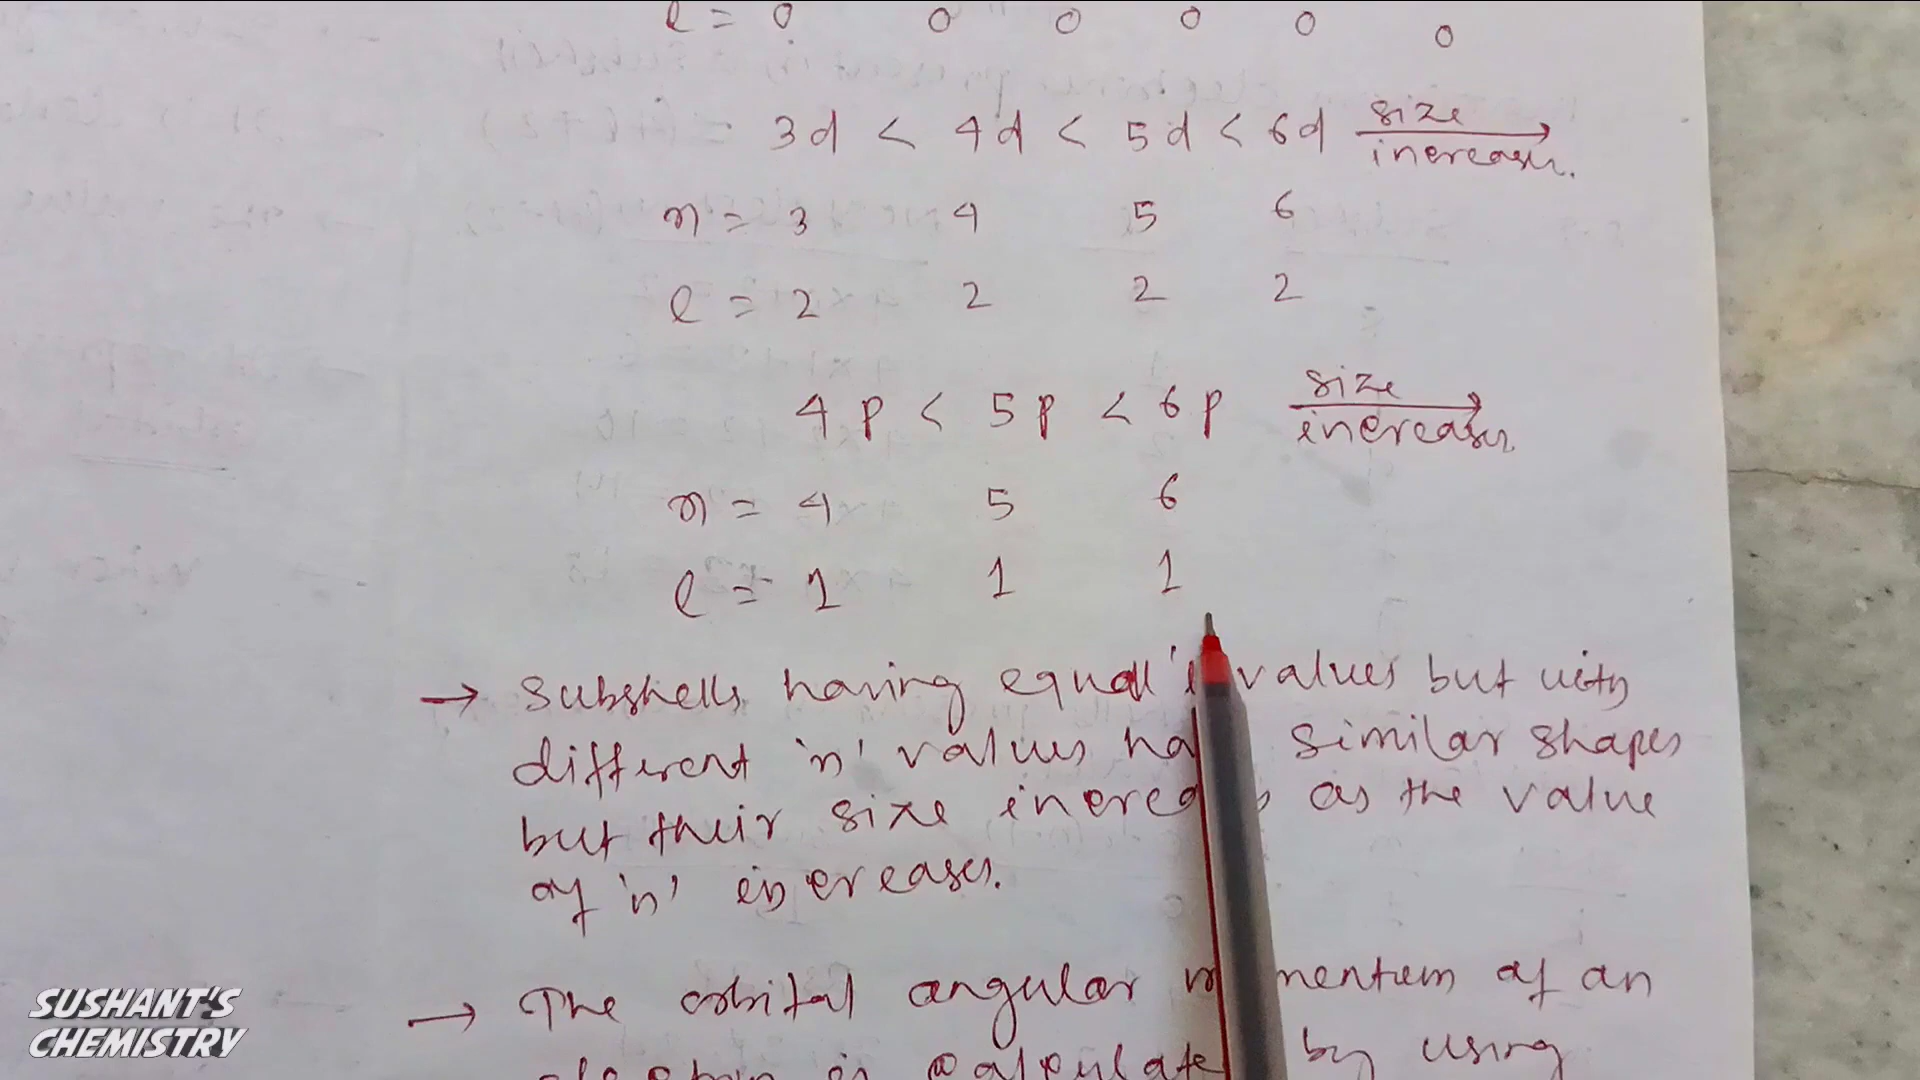 l = 0 0 0 0 0 0
3d < 4d < 5d < 6d size increases.
n = 3 4 5 6
l = 2 2 2 2
4p < 5p < 6p size increases.
n = 4 5 6
l = 1 1 1
→ Subshells having equal 'l' values but with
different 'n' values ha similar shapes
but their size increa s as the value
of 'n' increases.
→ The orbital angular m mentum of an
by using
SUSHANT'S
CHEMISTRY